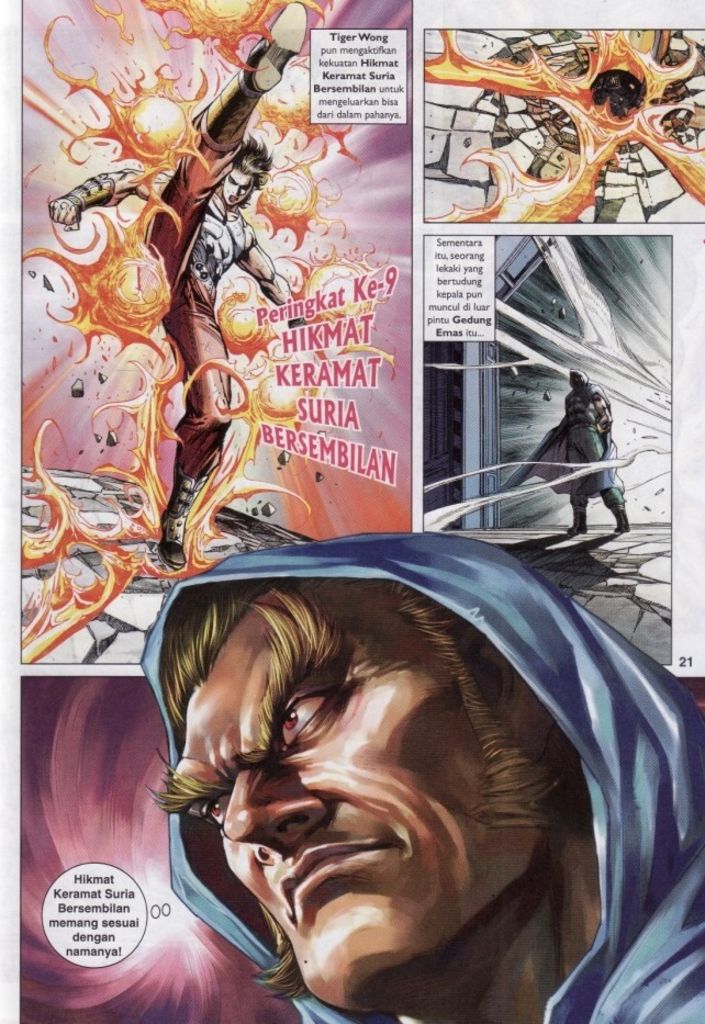 Tiger Wong
pun mengaktifkan
kekuatan Hikmat
Keramat Suria
Bersembilan untuk
mengeluarkan bisa
dari dalam pahanya.
Peringkat Ke-9
HIKMAT
KERAMAT
SURIA
BERSEMBILAN
Sementara
itu, seorang
lekaki yang
bertudung
kepala pun
muncul di luar
pintu Gedung
Emas itu...
21
Hikmat
Keramat Suria
Bersembilan
memang sesuai
dengan
namanya!